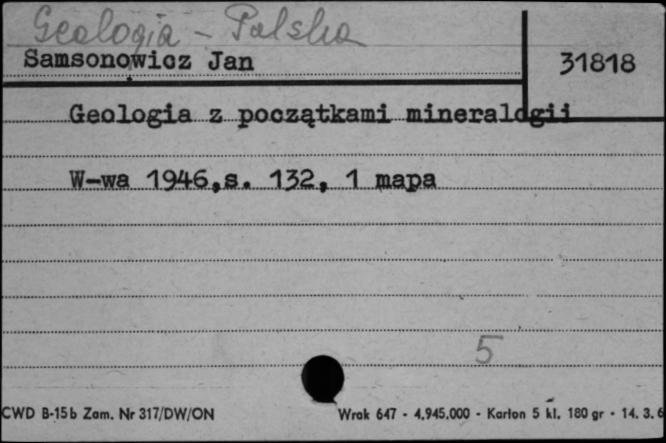 Geologia - Polska
Samsonowicz Jan
31818
Geologia z początkami mineralogii
W-wa 1946,s. 132, 1 mapa
5
CWD B-15b Zam. Nr 317/DW/ON
Wrak 647 - 4,945.000 - Karton 5 kl. 180 gr - 14. 3. 6